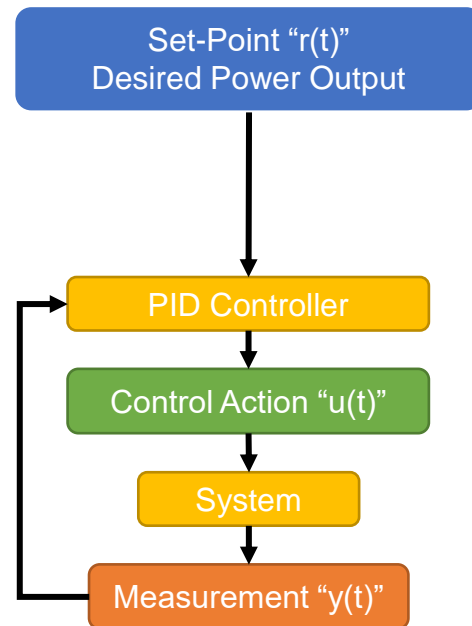 Set-Point “r(t)”
Desired Power Output
PID Controller
Control Action “u(t)”
System
Measurement “y(t)”